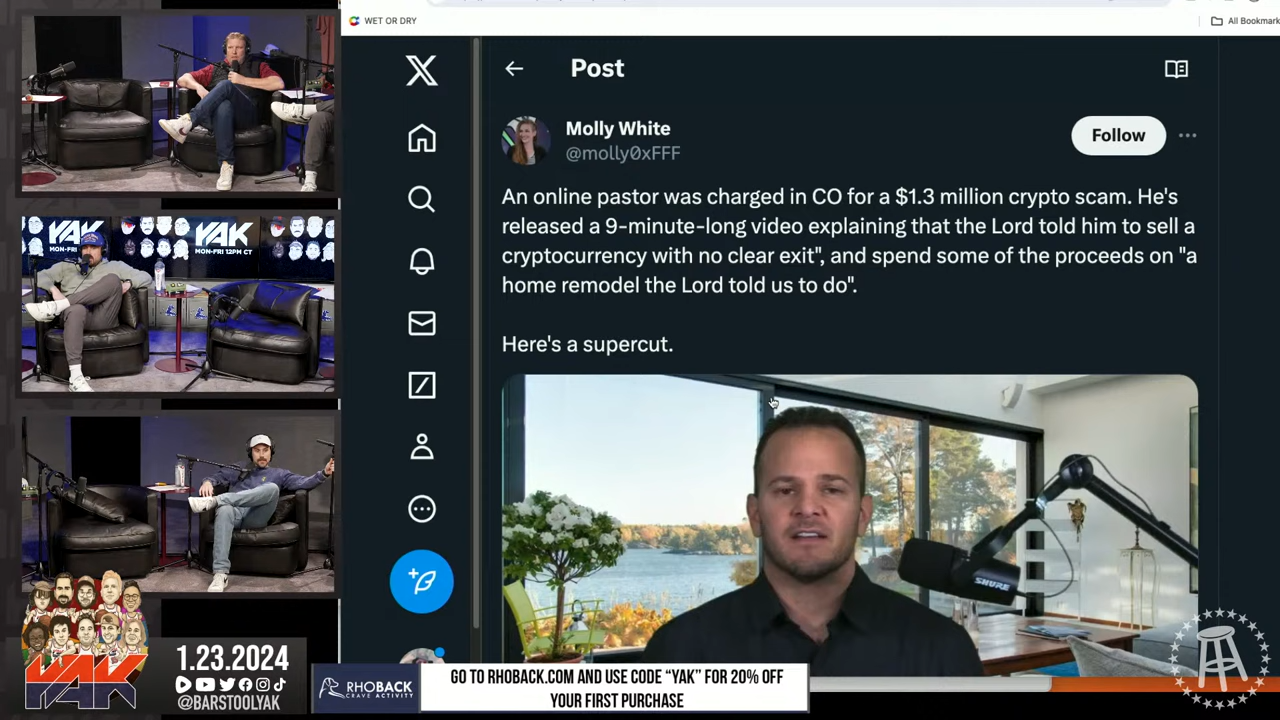 WET OR DRY
All Bookmark
Post
Molly White
@molly0xFFF
Follow
An online pastor was charged in CO for a $1.3 million crypto scam. He's
released a 9-minute-long video explaining that the Lord told him to sell a
cryptocurrency with no clear exit", and spend some of the proceeds on "a
home remodel the Lord told us to do".
Here's a supercut.
SHURE
YAK
MON-FRI
YAK
MON-FRI 12PM CT
YAK
1.23.2024
@BARSTOOLYAK
RHOBACK
CRAVE ACTIVITY
GO TO RHOBACK.COM AND USE CODE "YAK" FOR 20% OFF
YOUR FIRST PURCHASE